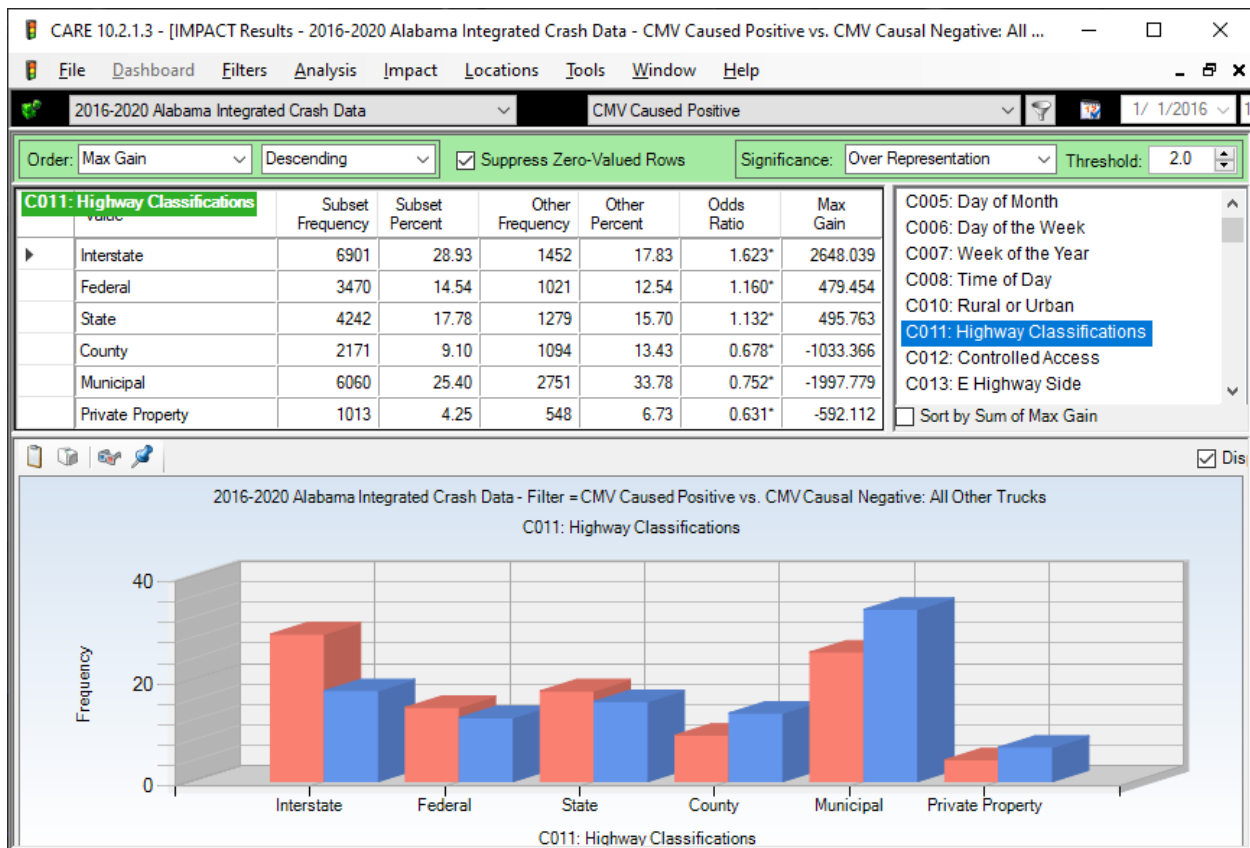 CARE 10.2.1.3 - [IMPACT Results - 2016-2020 Alabama Integrated Crash Data - CMV Caused Positive vs. CMV Causal Negative: All ...
File Dashboard Filters Analysis Impact Locations Tools Window Help
2016-2020 Alabama Integrated Crash Data CMV Caused Positive 1/ 1/2016 1
Order: Max Gain Descending Suppress Zero-Valued Rows Significance: Over Representation Threshold: 2.0
C011: Highway Classifications Subset Frequency Subset Percent Other Frequency Other Percent Odds Ratio Max Gain
Interstate 6901 28.93 1452 17.83 1.623* 2648.039
Federal 3470 14.54 1021 12.54 1.160* 479.454
State 4242 17.78 1279 15.70 1.132* 495.763
County 2171 9.10 1094 13.43 0.678* -1033.366
Municipal 6060 25.40 2751 33.78 0.752* -1997.779
Private Property 1013 4.25 548 6.73 0.631* -592.112
C005: Day of Month
C006: Day of the Week
C007: Week of the Year
C008: Time of Day
C010: Rural or Urban
C011: Highway Classifications
C012: Controlled Access
C013: E Highway Side
Sort by Sum of Max Gain
Dis
2016-2020 Alabama Integrated Crash Data - Filter = CMV Caused Positive vs. CMV Causal Negative: All Other Trucks
C011: Highway Classifications
Frequency
40
20
0
Interstate Federal State County Municipal Private Property
C011: Highway Classifications